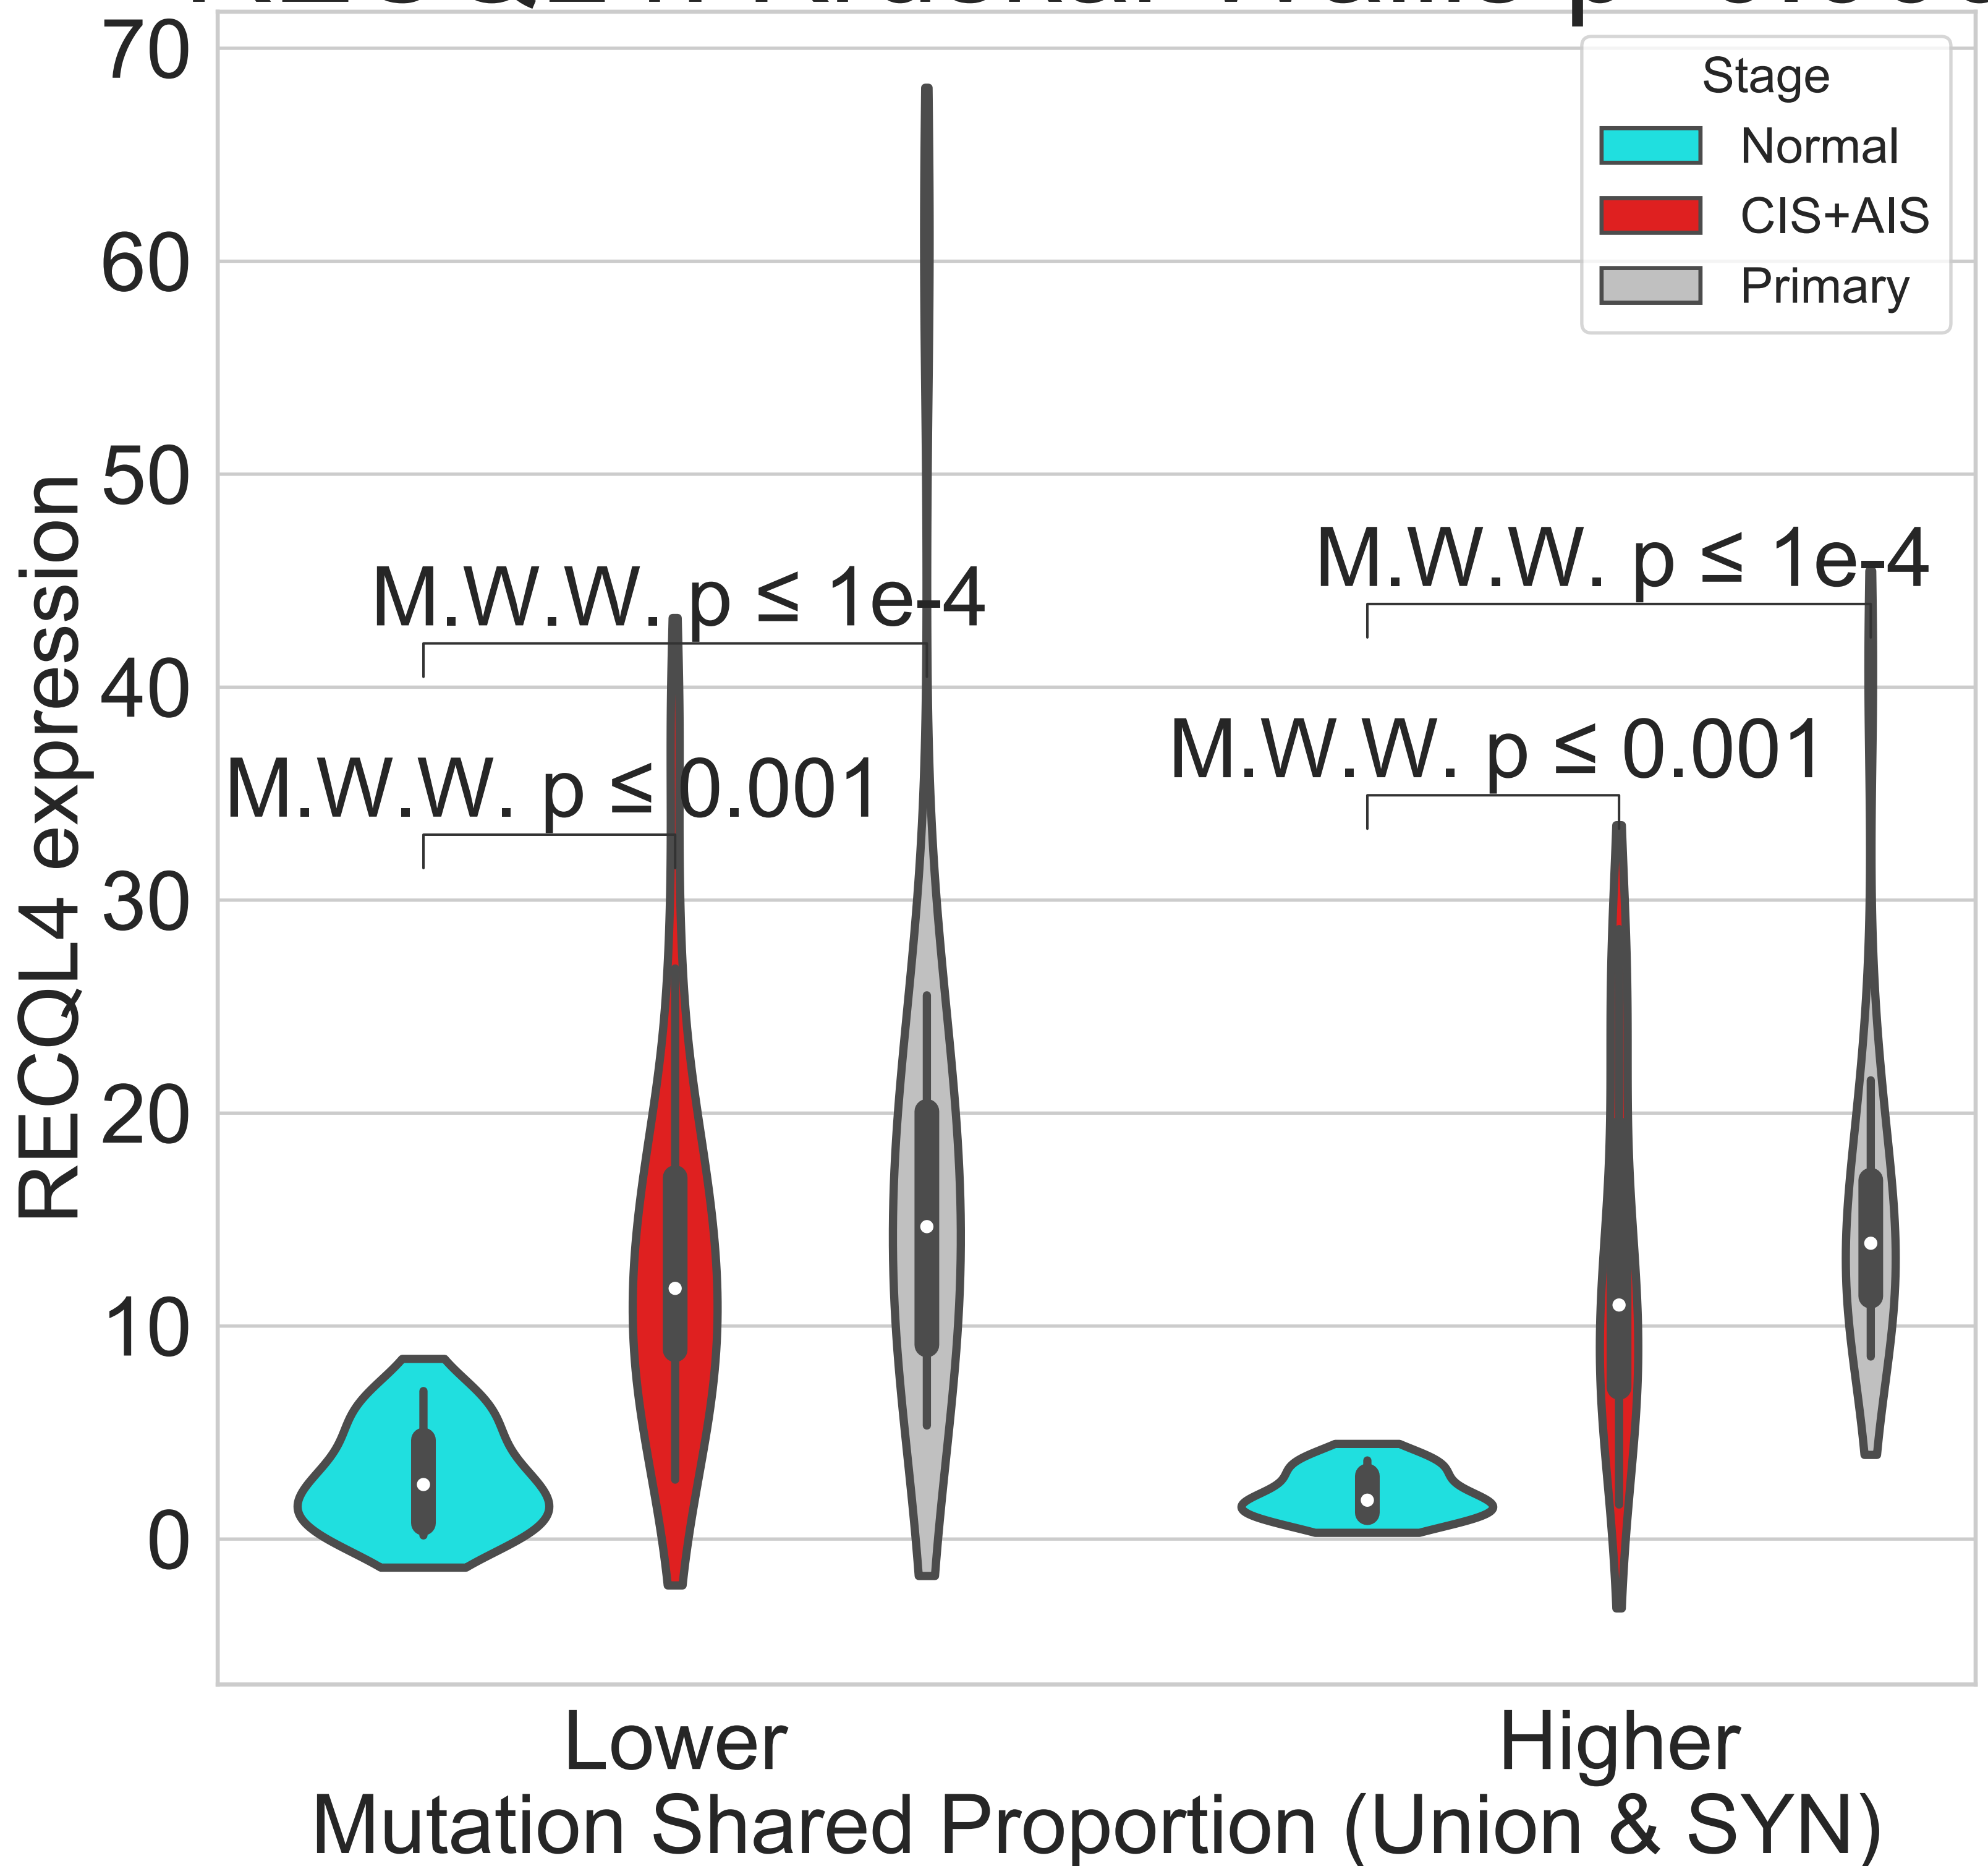 70
Stage
Normal
CIS+AIS
Primary
60
50
M.W.W. p ≤ 1e-4
M.W.W. p ≤ 1e-4
40
M.W.W. p ≤ 0.001
M.W.W. p ≤ 0.001
30
20
10
0
RECQL4 expression
Lower
Higher
Mutation Shared Proportion (Union & SYN)